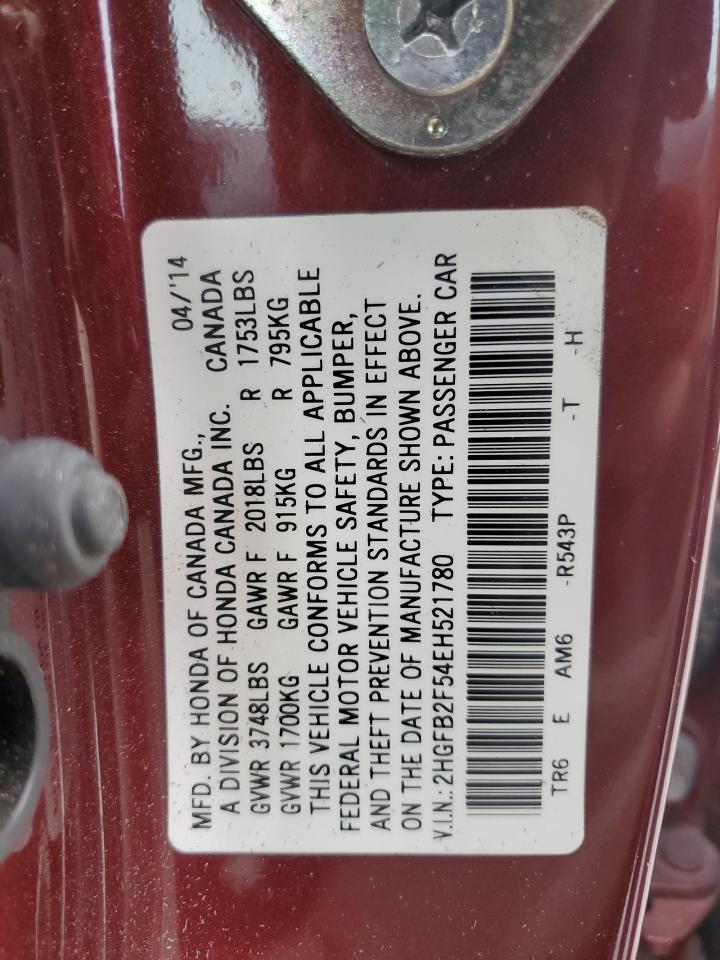 MFD. BY HONDA OF CANADA MFG., 04/'14
A DIVISION OF HONDA CANADA INC. CANADA
GVWR 3748LBS GAWR F 2018LBS R 1753LBS
GVWR 1700KG GAWR F 915KG R 795KG
THIS VEHICLE CONFORMS TO ALL APPLICABLE
FEDERAL MOTOR VEHICLE SAFETY, BUMPER,
AND THEFT PREVENTION STANDARDS IN EFFECT
ON THE DATE OF MANUFACTURE SHOWN ABOVE.
V.I.N.: 2HGFB2F54EH521780 TYPE: PASSENGER CAR
TR6 E AM6 -R543P -T -H